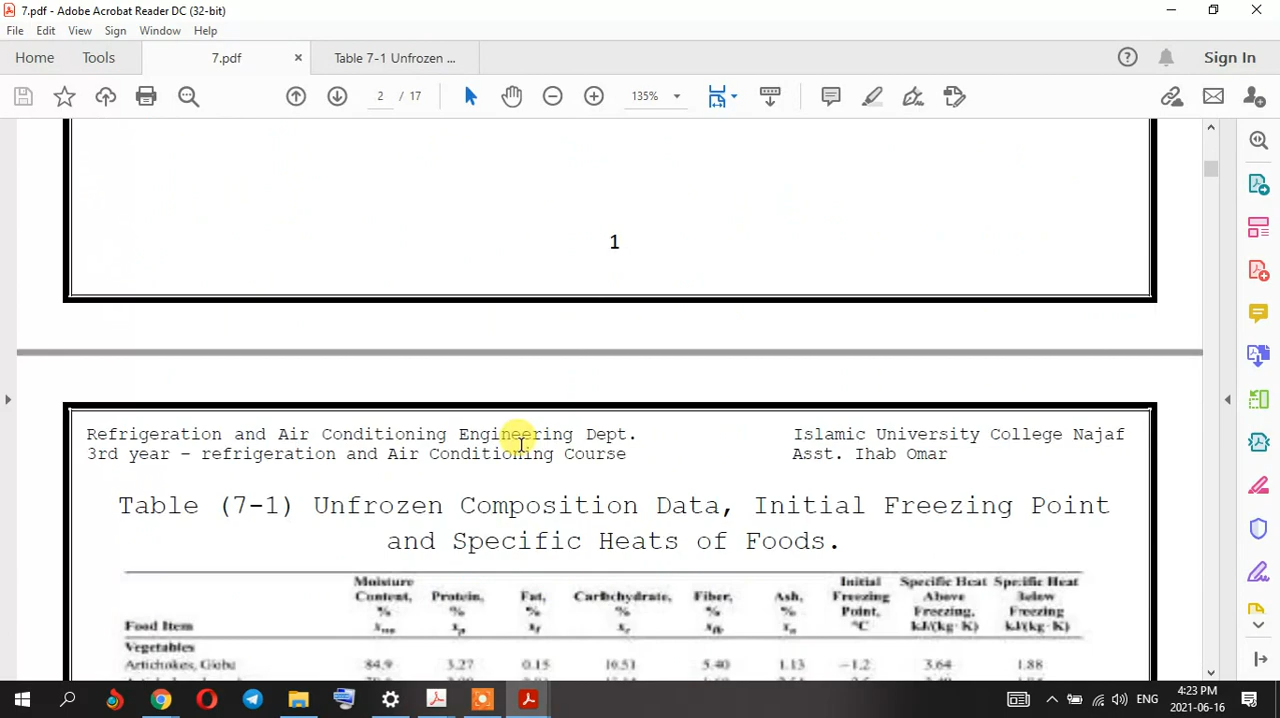 7.pdf - Adobe Acrobat Reader DC (32-bit)
File Edit View Sign Window Help
Home Tools 7.pdf Table 7-1 Unfrozen ... Sign In
2 / 17 135%
1
Refrigeration and Air Conditioning Engineering Dept. Islamic University College Najaf
3rd year – refrigeration and Air Conditioning Course Asst. Ihab Omar
Table (7-1) Unfrozen Composition Data, Initial Freezing Point
and Specific Heats of Foods.
Moisture Initial Specific Heat Specific Heat
Content, Protein, Fat, Carbohydrate, Fiber, Ash, Freezing Above Below
% % % % % % Point, Freezing, Freezing
Food Item °C kJ/(kg·K) kJ/(kg·K)
Vegetables
Artichokes, Globe 84.9 3.27 0.15 10.51 5.40 1.13 −1.2 3.64 1.88
ENG 4:23 PM
2021-06-16